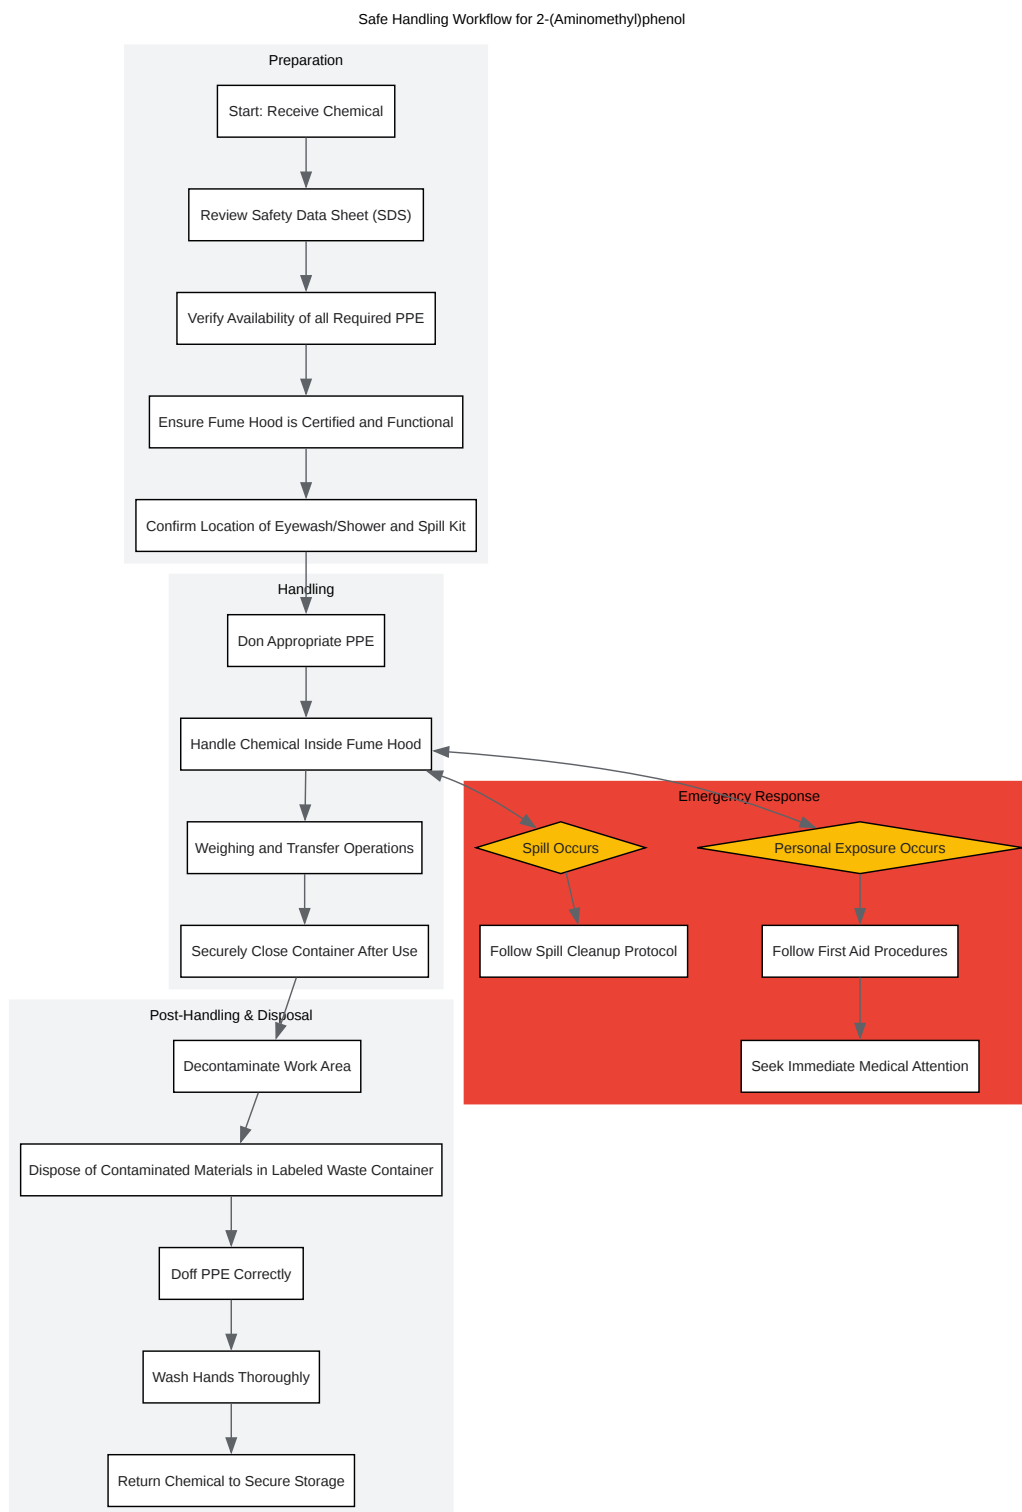 Safe Handling Workflow for 2-(Aminomethyl)phenol
Preparation
Start: Receive Chemical
Review Safety Data Sheet (SDS)
Verify Availability of all Required PPE
Ensure Fume Hood is Certified and Functional
Confirm Location of Eyewash/Shower and Spill Kit
Handling
Don Appropriate PPE
Handle Chemical Inside Fume Hood
Weighing and Transfer Operations
Securely Close Container After Use
Emergency Response
Spill Occurs
Personal Exposure Occurs
Follow Spill Cleanup Protocol
Follow First Aid Procedures
Seek Immediate Medical Attention
Post-Handling & Disposal
Decontaminate Work Area
Dispose of Contaminated Materials in Labeled Waste Container
Doff PPE Correctly
Wash Hands Thoroughly
Return Chemical to Secure Storage